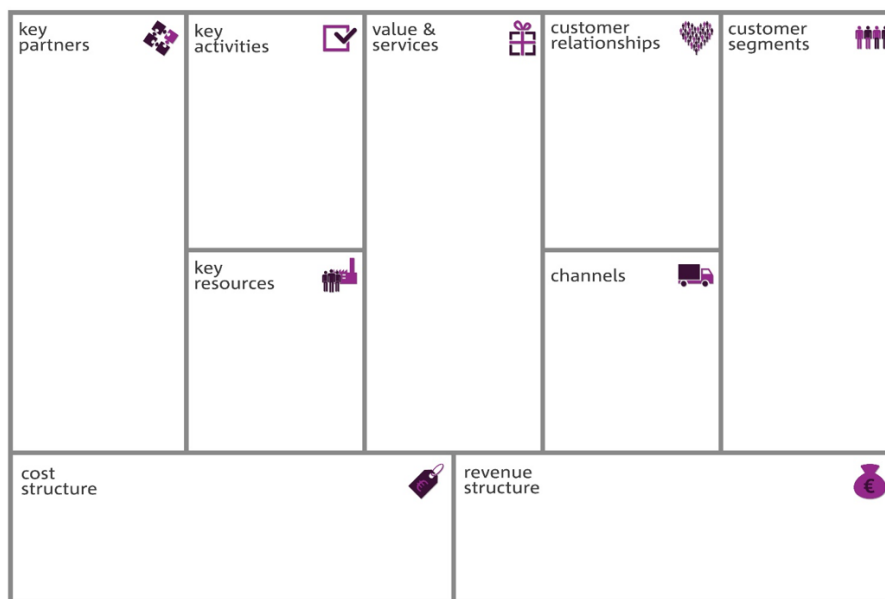 key
partners
key
activities
value &
services
customer
relationships
customer
segments
key
resources
channels
cost
structure
€
revenue
structure
€